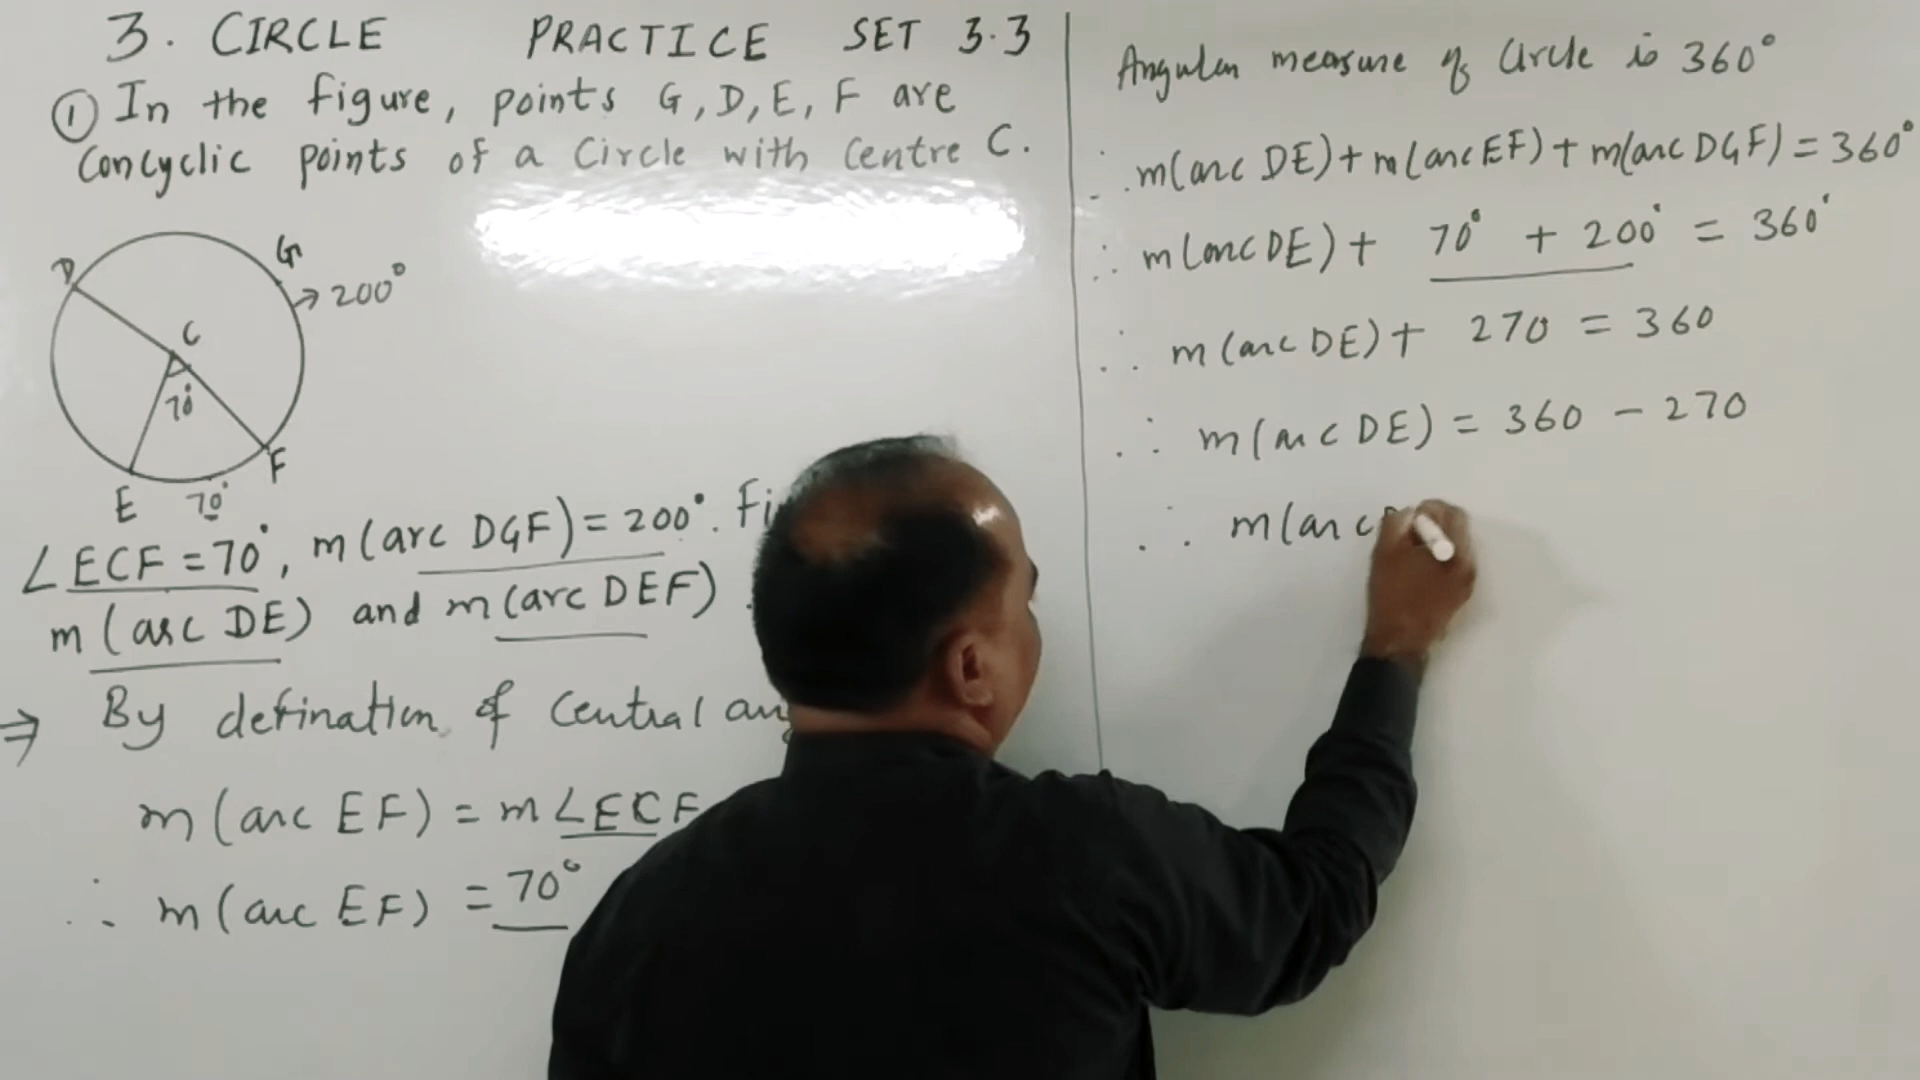 3. CIRCLE PRACTICE SET 3.3
① In the figure, points G, D, E, F are
Concyclic points of a Circle with Centre C.
D
G
→ 200°
C
70°
F
E
70°
∠ECF = 70°, m(arc DGF) = 200°.
m(arc DE) and m(arc DEF).
⇒ By defination of Central
m(arc EF) = m∠ECF
∴ m(arc EF) = 70°
Angular measure of Circle is 360°
∴ m(arc DE) + m(arc EF) + m(arc DGF) = 360°
∴ m(arc DE) + 70° + 200° = 360°
∴ m(arc DE) + 270 = 360
∴ m(arc DE) = 360 - 270
∴ m(arc